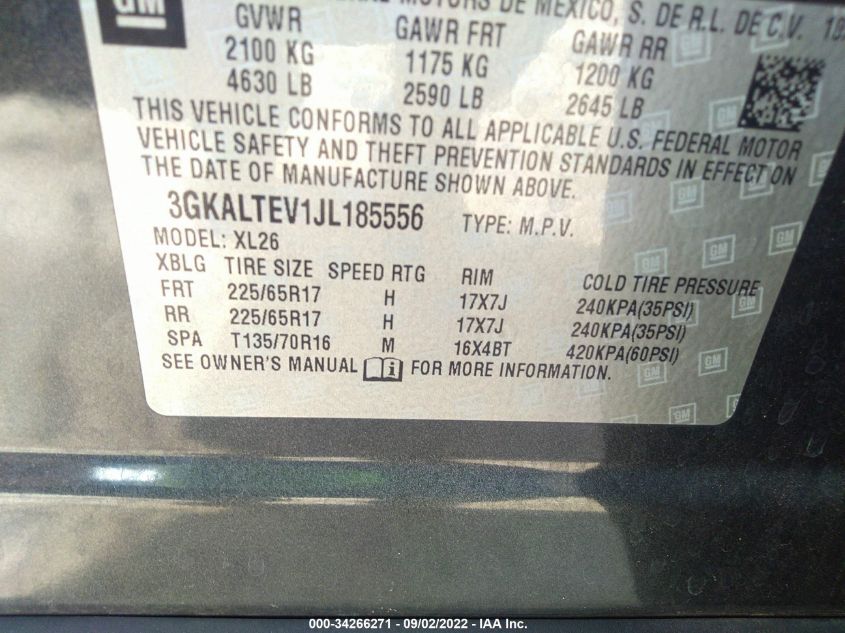 GM
MOTORS DE MEXICO, S. DE R.L. DE C.V.
GVWR GAWR FRT GAWR RR
2100 KG 1175 KG 1200 KG
4630 LB 2590 LB 2645 LB
THIS VEHICLE CONFORMS TO ALL APPLICABLE U.S. FEDERAL MOTOR
VEHICLE SAFETY AND THEFT PREVENTION STANDARDS IN EFFECT ON
THE DATE OF MANUFACTURE SHOWN ABOVE.
3GKALTEV1JL185556 TYPE: M.P.V.
MODEL: XL26
XBLG TIRE SIZE SPEED RTG RIM COLD TIRE PRESSURE
FRT 225/65R17 H 17X7J 240KPA(35PSI)
RR 225/65R17 H 17X7J 240KPA(35PSI)
SPA T135/70R16 M 16X4BT 420KPA(60PSI)
SEE OWNER'S MANUAL i FOR MORE INFORMATION.
000-34266271 - 09/02/2022 - IAA Inc.